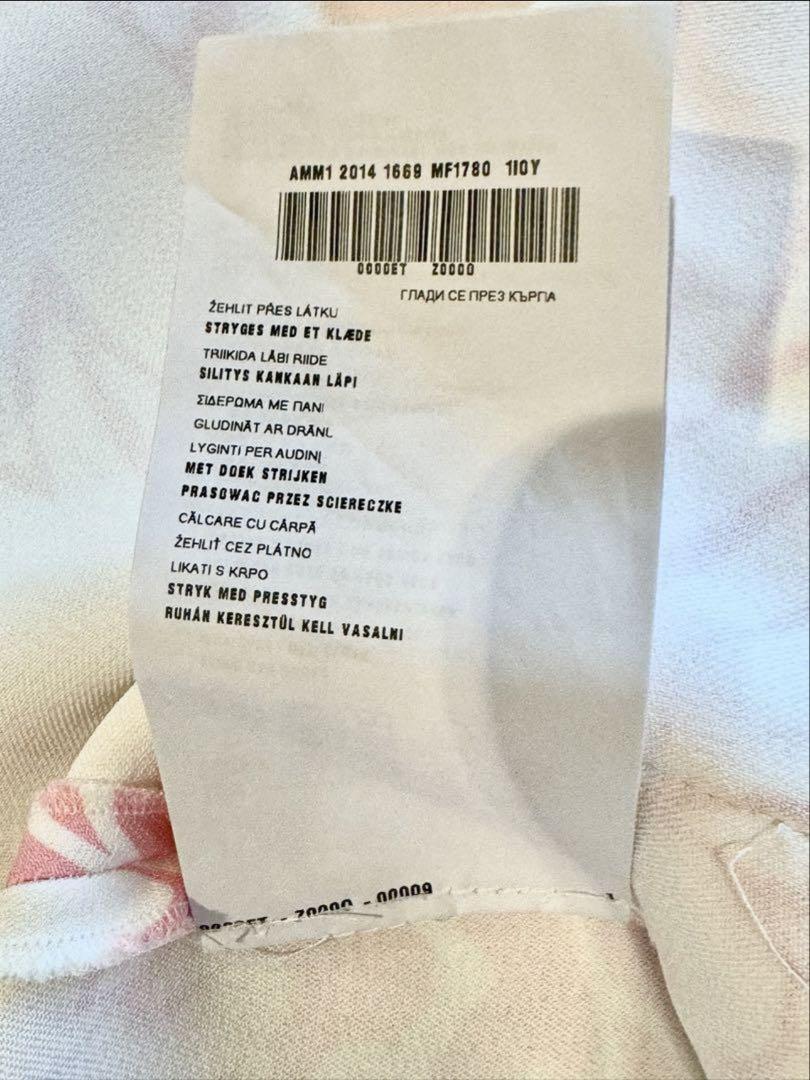 AMM1 2014 1669 MF1780 1I0Y
0000ET Z0000
ГЛАДИ СЕ ПРЕЗ КЪРПА
ŽEHLIT PŘES LÁTKU
STRYGES MED ET KLÆDE
TRIIKIDA LÄBI RIIDE
SILITYS KANKAAN LÄPI
ΣΙΔΕΡΩΜΑ ΜΕ ΠΑΝΙ
GLUDINĀT AR DRĀNU
LYGINTI PER AUDINĮ
MET DOEK STRIJKEN
PRASOWAC PRZEZ SCIERECZKE
CĂLCARE CU CÂRPĂ
ŽEHLIŤ CEZ PLÁTNO
LIKATI S KRPO
STRYK MED PRESSTYG
RUHÁN KERESZTÜL KELL VASALNI
- Z0000 - 00009